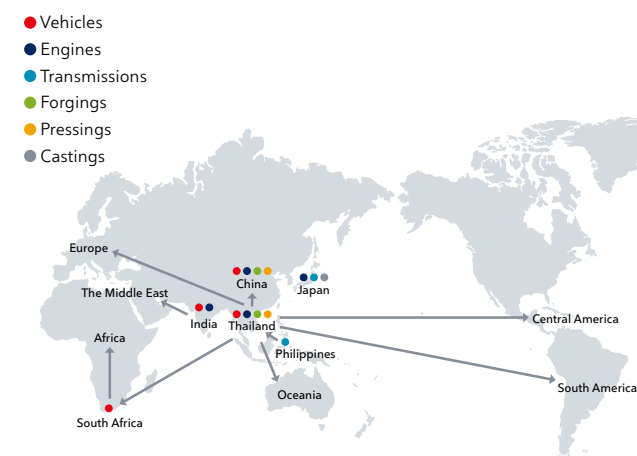 Vehicles
Engines
Transmissions
Forgings
Pressings
Castings
Europe
China
Japan
The Middle East
India
Thailand
Central America
Africa
Philippines
South America
Oceania
South Africa